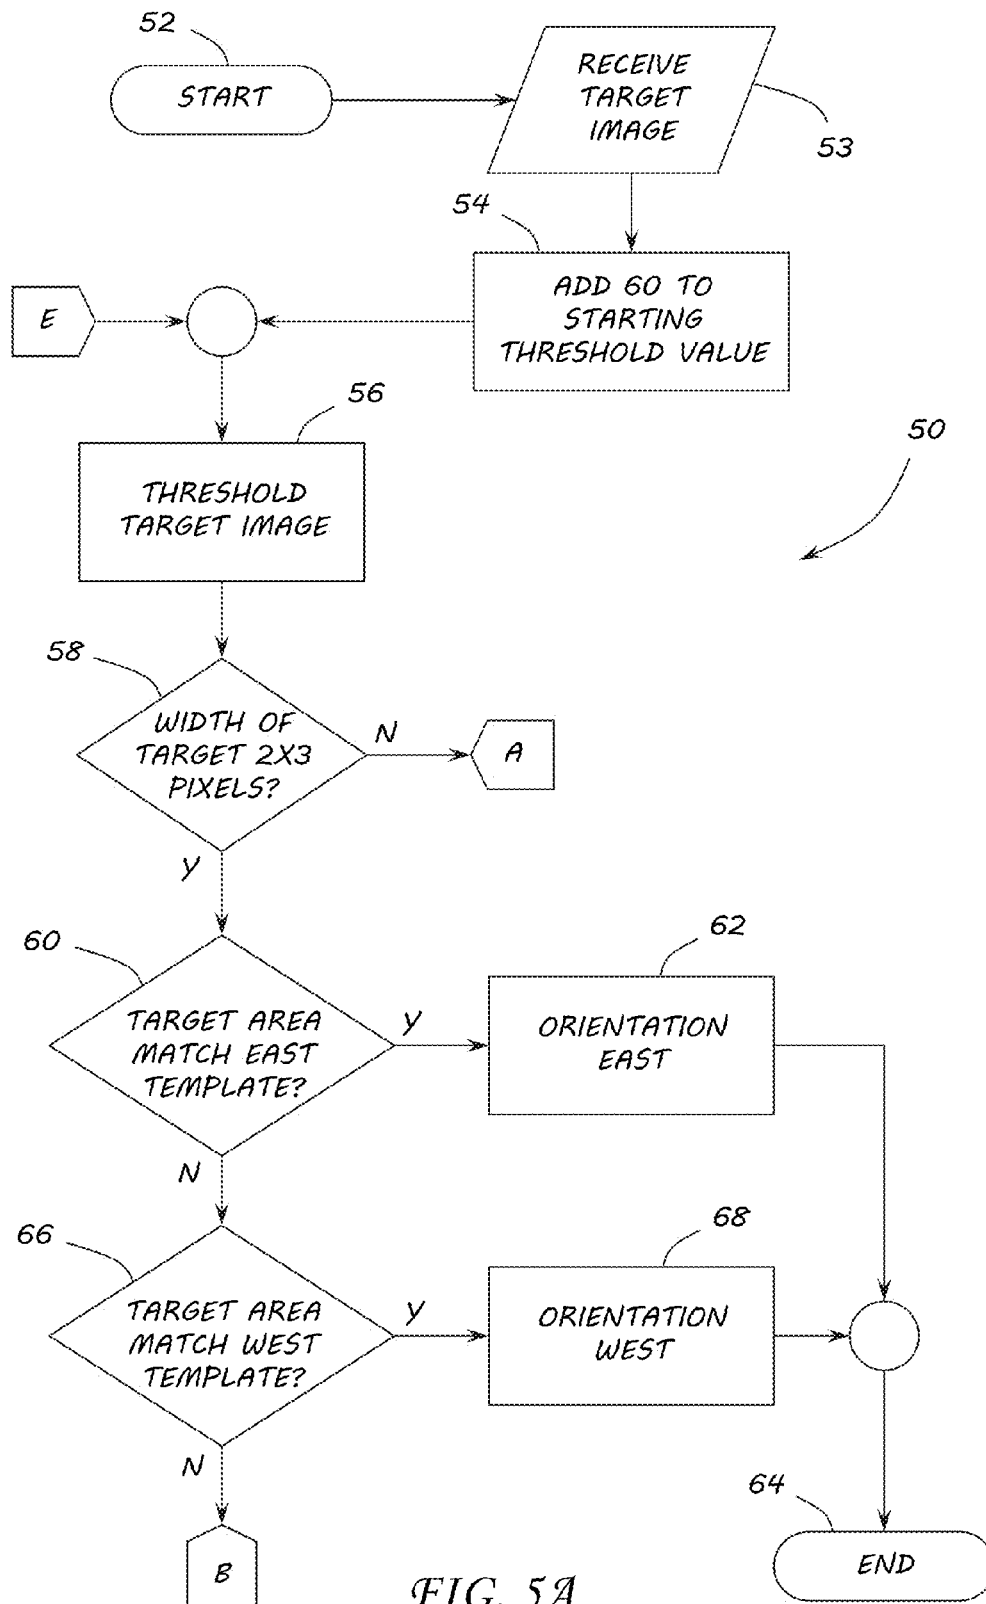 52
START
RECEIVE
TARGET
IMAGE
53
54
ADD 60 TO
STARTING
THRESHOLD VALUE
E
56
THRESHOLD
TARGET IMAGE
50
58
WIDTH OF
TARGET 2X3
PIXELS?
N
A
Y
60
TARGET AREA
MATCH EAST
TEMPLATE?
Y
62
ORIENTATION
EAST
N
66
TARGET AREA
MATCH WEST
TEMPLATE?
Y
68
ORIENTATION
WEST
N
B
64
END
FIG. 5A